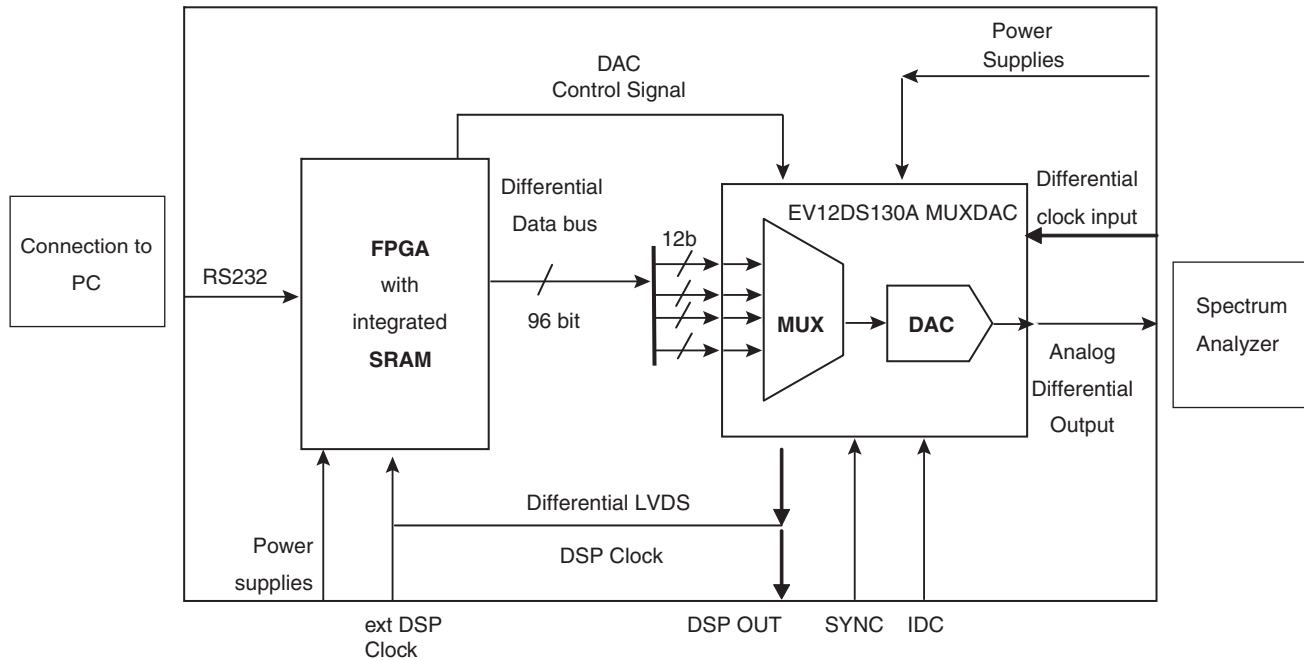 Power
Supplies
DAC
Control Signal
Differential
Data bus
Differential
clock input
EV12DS130A MUXDAC
Connection to
PC
RS232
FPGA
with
integrated
SRAM
96 bit
12b
MUX
DAC
Analog
Differential
Output
Spectrum
Analyzer
Differential LVDS
DSP Clock
Power
supplies
ext DSP
Clock
DSP OUT
SYNC
IDC